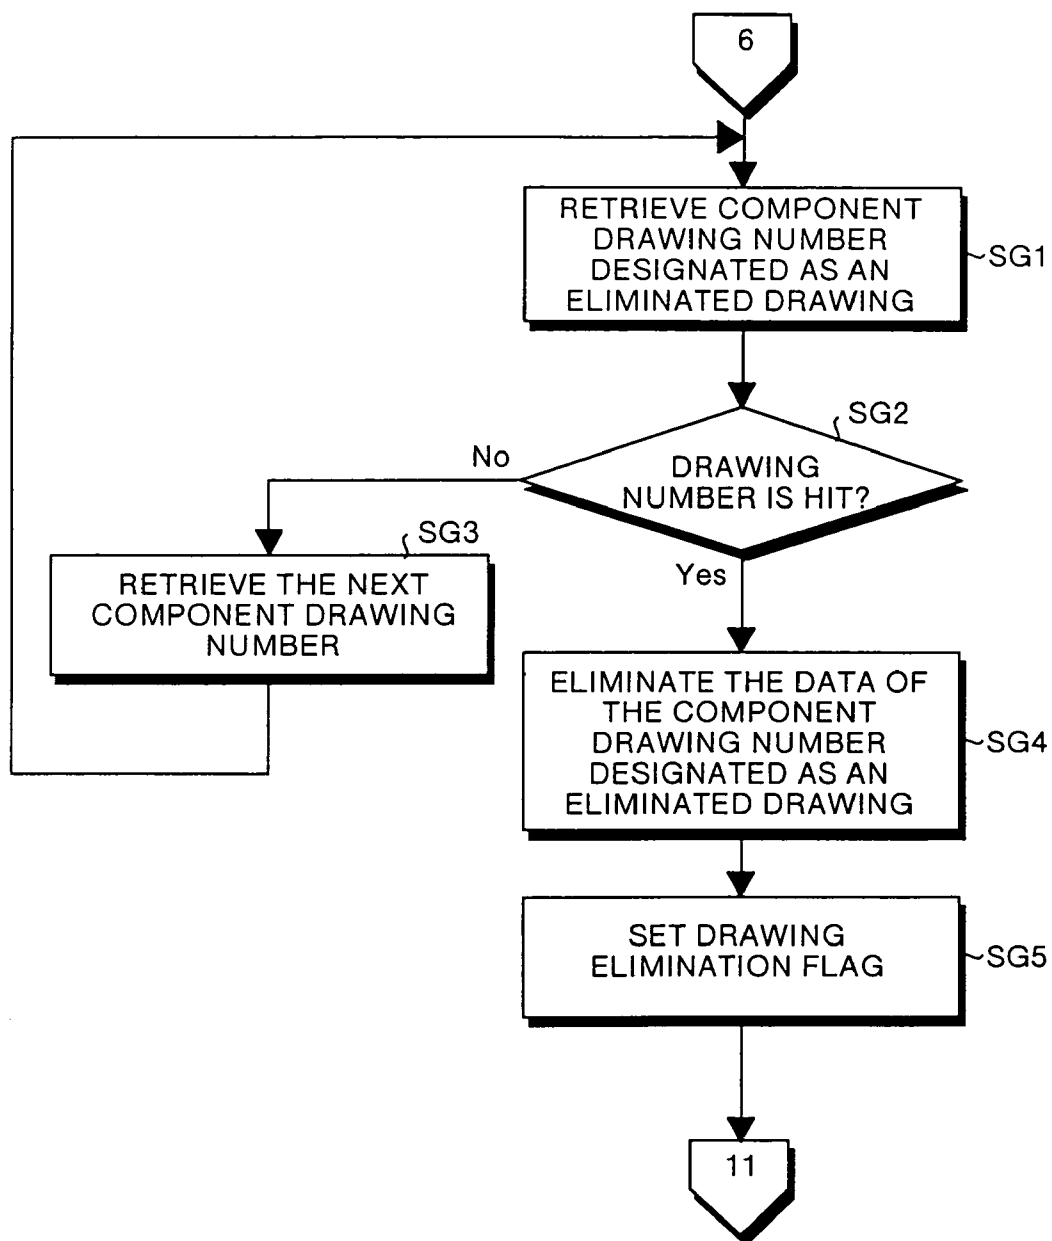 6
RETRIEVE COMPONENT
DRAWING NUMBER
DESIGNATED AS AN
ELIMINATED DRAWING
SG1
SG2
DRAWING
NUMBER IS HIT?
No
SG3
RETRIEVE THE NEXT
COMPONENT DRAWING
NUMBER
Yes
ELIMINATE THE DATA OF
THE COMPONENT
DRAWING NUMBER
DESIGNATED AS AN
ELIMINATED DRAWING
SG4
SET DRAWING
ELIMINATION FLAG
SG5
11